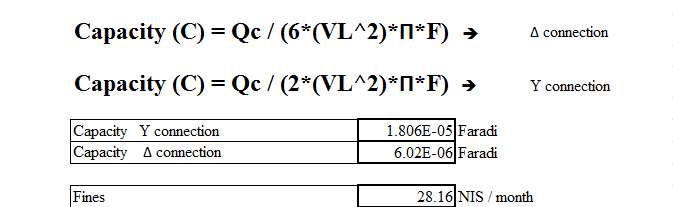 Capacity (C) = Qc / (6*(VL^2)*Π*F) → Δ connection
Capacity (C) = Qc / (2*(VL^2)*Π*F) → Y connection
Capacity Y connection 1.806E-05 Faradi
Capacity Δ connection 6.02E-06 Faradi
Fines 28.16 NIS / month